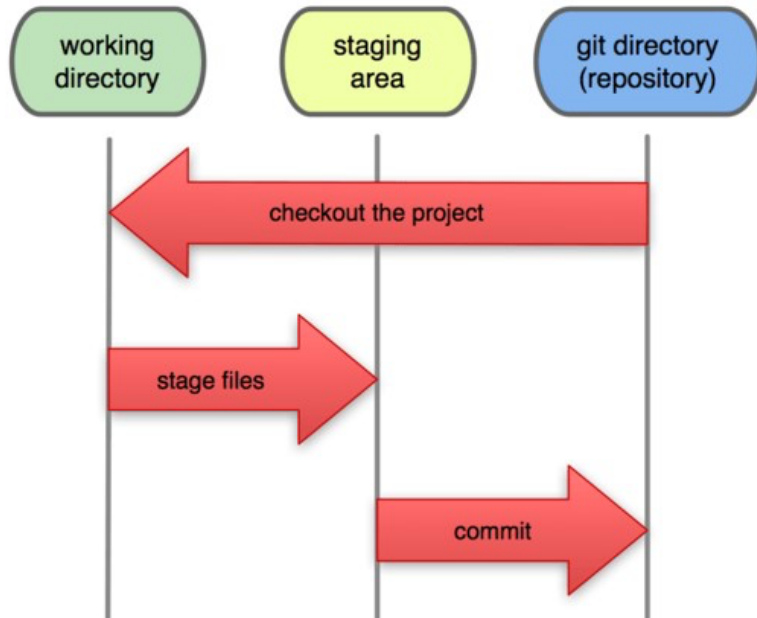 working
directory
staging
area
git directory
(repository)
checkout the project
stage files
commit